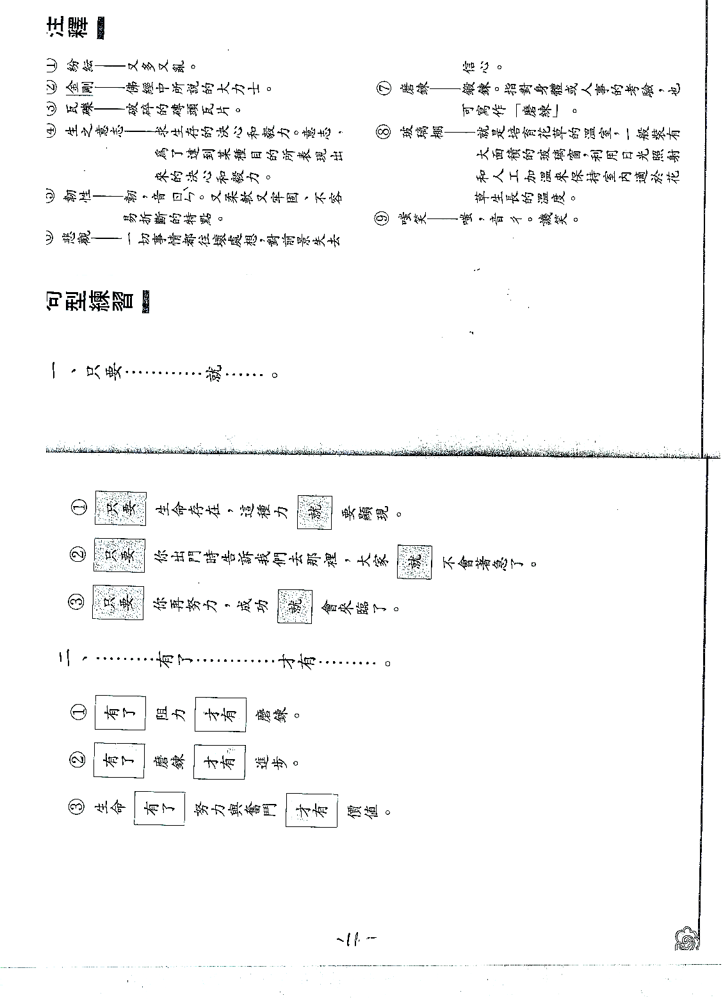 注釋
① 紛紜——又多又亂。
② 金剛——佛經中所說的大力士。
③ 瓦礫——破碎的磚頭瓦片。
④ 生之意志——求生存的決心和毅力。意志,
為了達到某種目的所表現出
來的決心和毅力。
⑤ 韌性——韌,音ㄖㄣˋ。又柔軟又牢固、不容
易折斷的特點。
⑥ 悲觀——一切事情都往壞處想,對前景失去
信心。
⑦ 磨鍊——鍛鍊。指對身體或人事的考驗,也
可寫作「磨練」。
⑧ 玻璃棚——就是培育花草的溫室,一般裝有
大面積的玻璃窗,利用日光照射
和人工加溫來保持室內適於花
草生長的溫度。
⑨ 嗤笑——嗤,音ㄔ。譏笑。
句型練習
一、只要…………就……。
① 只要 生命存在,這種力 就 要顯現。
② 只要 你出門時告訴我們去那裡,大家 就 不會著急了。
③ 只要 你再努力,成功 就 會來臨了。
二、………有了…………才有………。
① 有了 阻力 才有 磨鍊。
② 有了 磨鍊 才有 進步。
③ 生命 有了 努力與奮鬥 才有 價值。